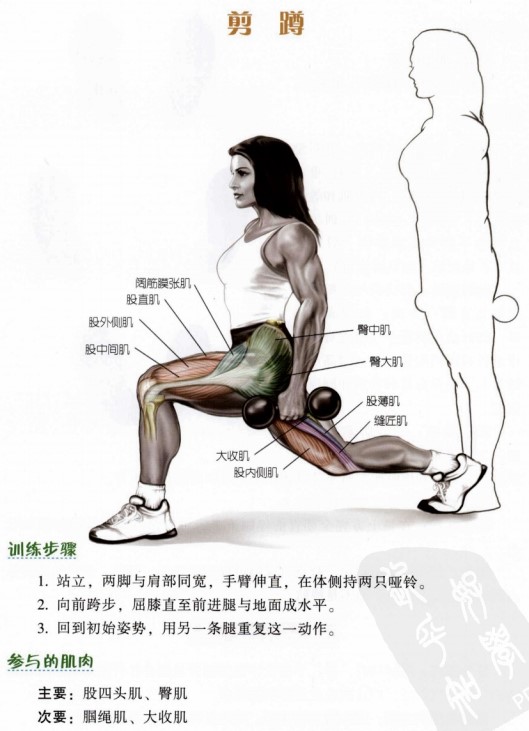 剪蹲
阔筋膜张肌
股直肌
股外侧肌
股中间肌
臀中肌
臀大肌
股薄肌
缝匠肌
大收肌
股内侧肌
训练步骤
1. 站立，两脚与肩部同宽，手臂伸直，在体侧持两只哑铃。
2. 向前跨步，屈膝直至前进腿与地面成水平。
3. 回到初始姿势，用另一条腿重复这一动作。
参与的肌肉
主要：股四头肌、臀肌
次要：腘绳肌、大收肌